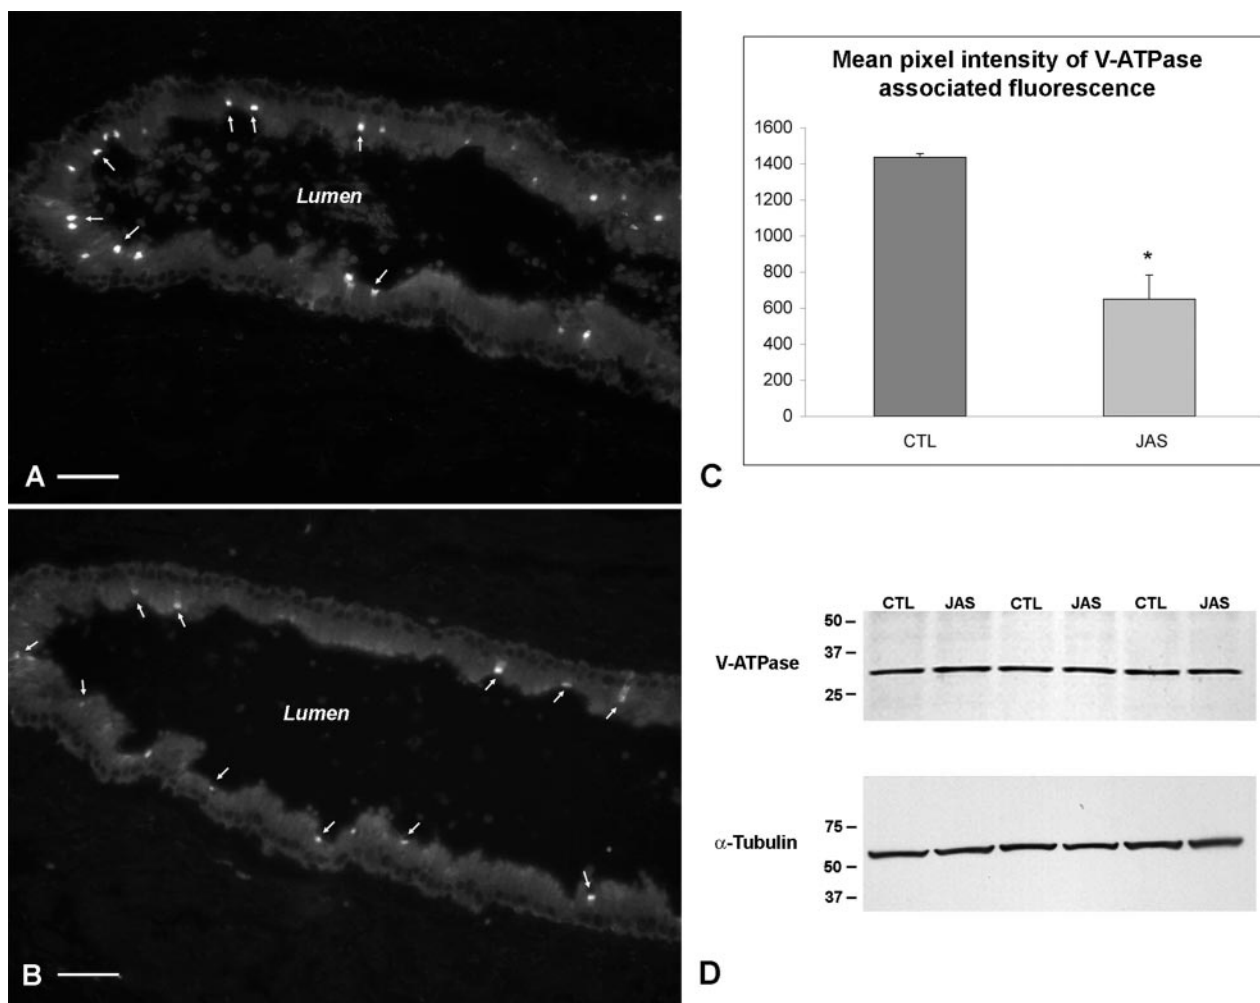 Lumen
A
Lumen
B
Mean pixel intensity of V-ATPase
associated fluorescence
1600
1400
1200
1000
800
600
400
200
0
*
CTL JAS
C
CTL JAS CTL JAS CTL JAS
50
37
V-ATPase
25
75
α-Tubulin
50
37
D